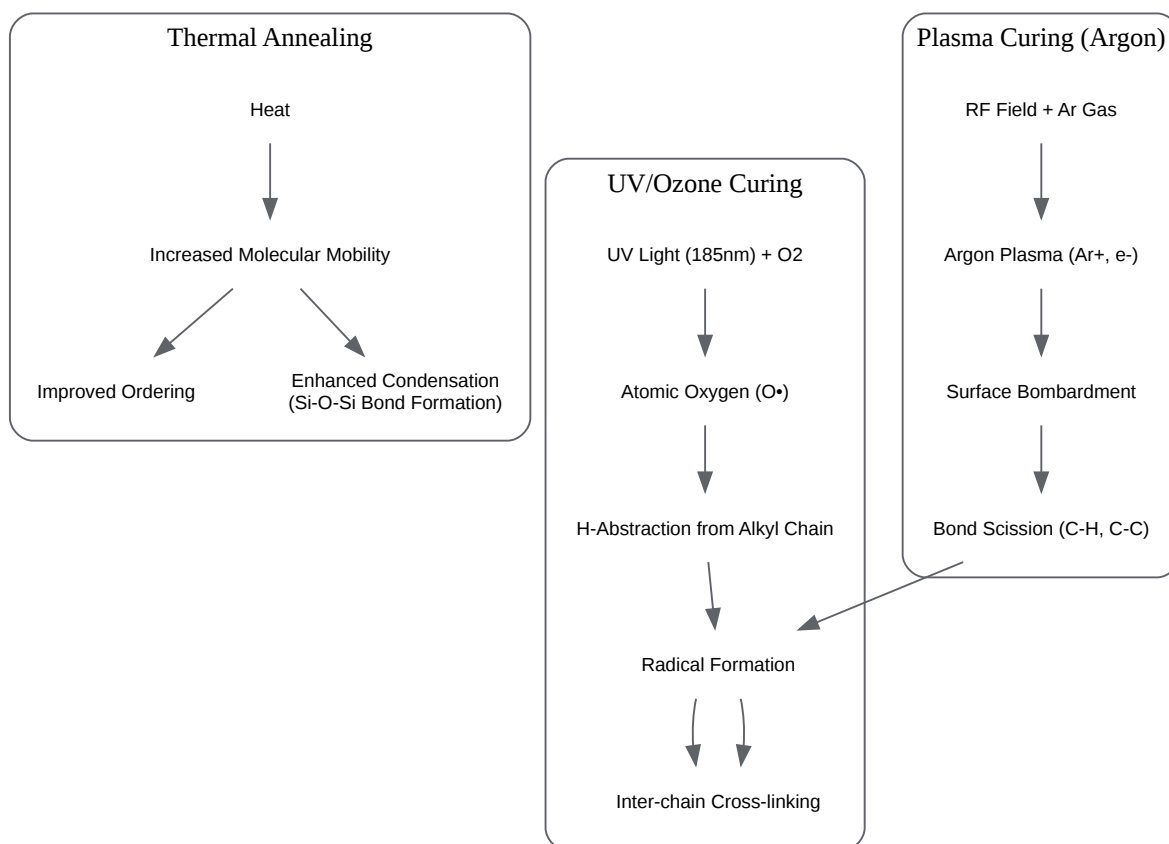 Thermal Annealing
Heat
Increased Molecular Mobility
Improved Ordering
Enhanced Condensation
(Si-O-Si Bond Formation)
UV/Ozone Curing
UV Light (185nm) + O2
Atomic Oxygen (O•)
H-Abstraction from Alkyl Chain
Radical Formation
Inter-chain Cross-linking
Plasma Curing (Argon)
RF Field + Ar Gas
Argon Plasma (Ar+, e-)
Surface Bombardment
Bond Scission (C-H, C-C)